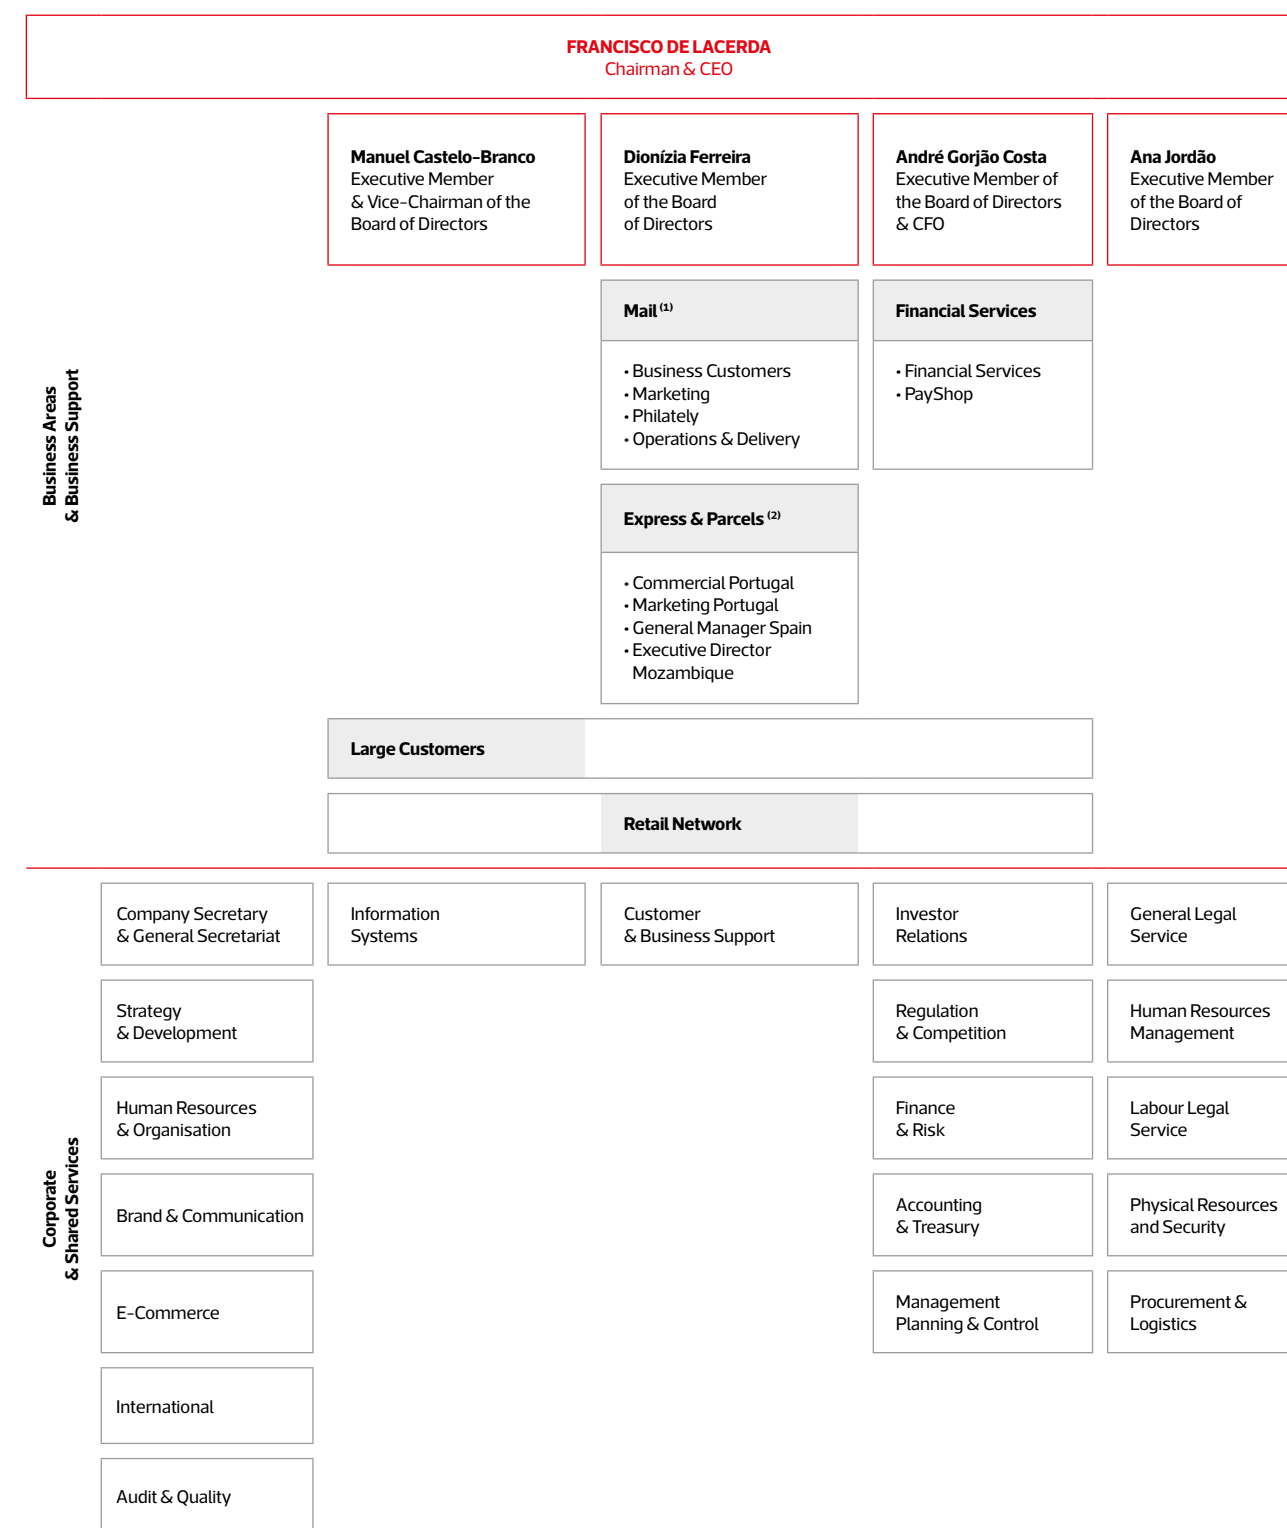 FRANCISCO DE LACERDA
Chairman & CEO
Manuel Castelo-Branco
Executive Member
& Vice-Chairman of the
Board of Directors
Dionízia Ferreira
Executive Member
of the Board
of Directors
André Gorjão Costa
Executive Member of
the Board of Directors
& CFO
Ana Jordão
Executive Member
of the Board of
Directors
Business Areas
& Business Support
Mail (1)
• Business Customers
• Marketing
• Philately
• Operations & Delivery
Financial Services
• Financial Services
• PayShop
Express & Parcels (2)
• Commercial Portugal
• Marketing Portugal
• General Manager Spain
• Executive Director
Mozambique
Large Customers
Retail Network
Corporate
& Shared Services
Company Secretary
& General Secretariat
Information
Systems
Customer
& Business Support
Investor
Relations
General Legal
Service
Strategy
& Development
Regulation
& Competition
Human Resources
Management
Human Resources
& Organisation
Finance
& Risk
Labour Legal
Service
Brand & Communication
Accounting
& Treasury
Physical Resources
and Security
E-Commerce
Management
Planning & Control
Procurement &
Logistics
International
Audit & Quality